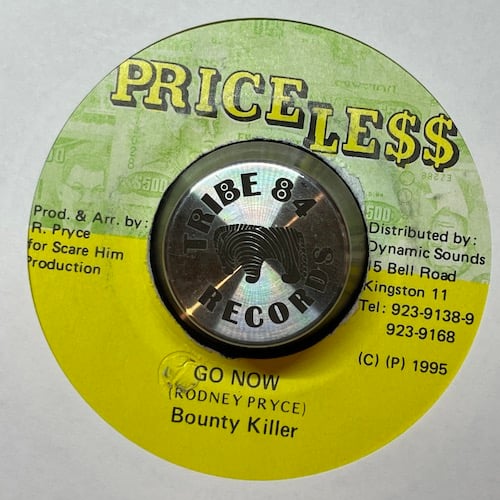 PRICELE$$
TRIBE 84
RECORDS
Prod. & Arr. by:
R. Pryce
for Scare Him
Production
Distributed by:
Dynamic Sounds
15 Bell Road
Kingston 11
Tel: 923-9138-9
923-9168
(C) (P) 1995
GO NOW
(RODNEY PRYCE)
Bounty Killer
$500